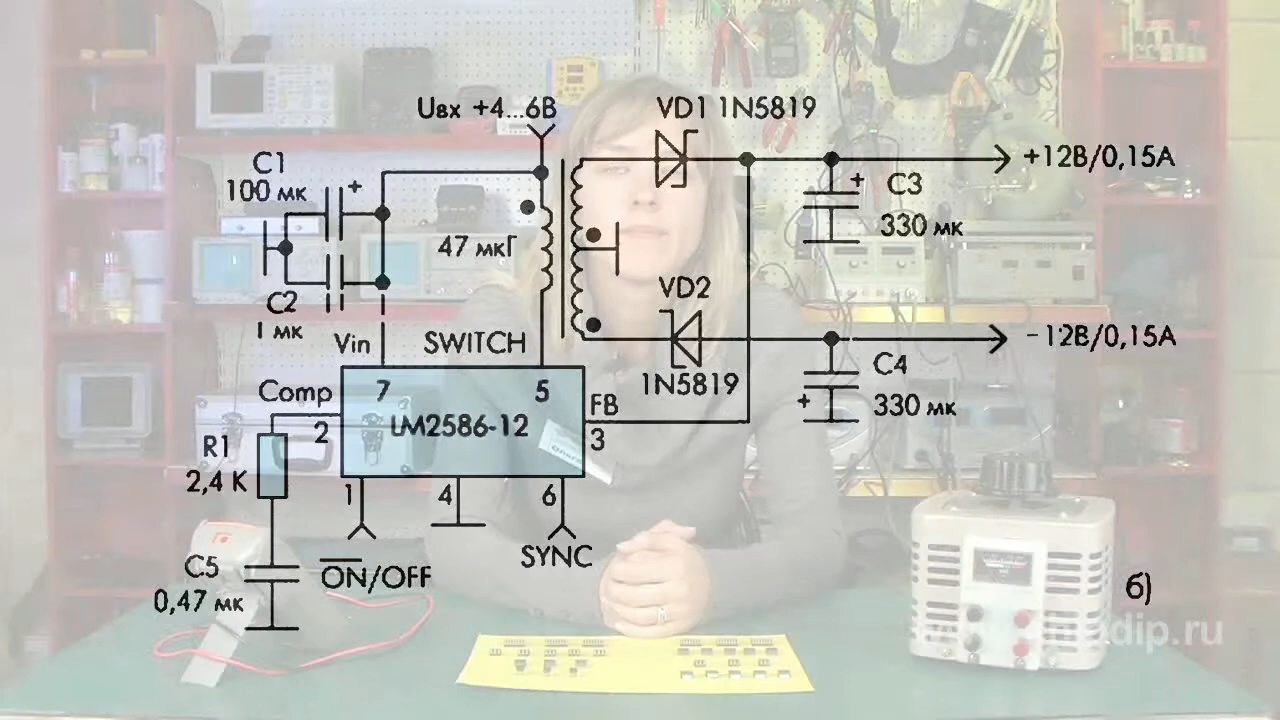 Uвх +4...6В
VD1 1N5819
+12В/0,15А
C1
100 мк
+
+
C3
330 мк
47 мкГ
C2
1 мк
VD2
Vin
SWITCH
-12В/0,15А
1N5819
C4
330 мк
+
Comp
7
5
FB
2
LM2586-12
3
R1
2,4 К
1
4
6
SYNC
C5
0,47 мк
ON/OFF
б)
dip.ru